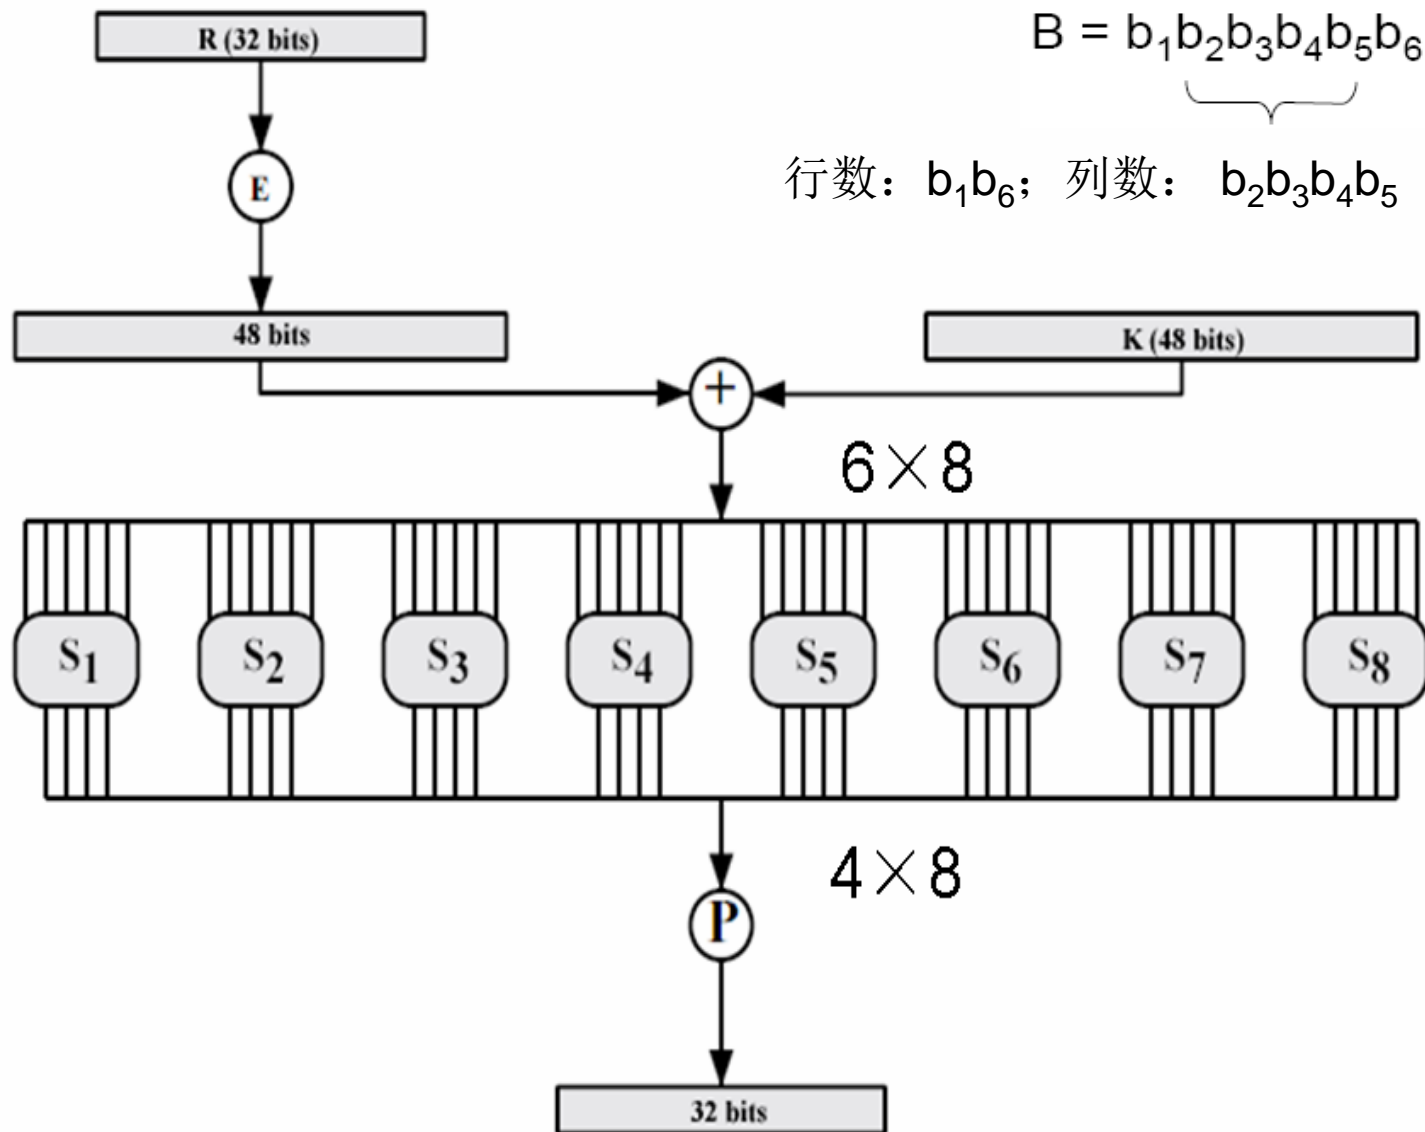 R (32 bits)
B = b₁b₂b₃b₄b₅b₆
行数：b₁b₆；列数： b₂b₃b₄b₅
E
48 bits
K (48 bits)
+
6×8
S₁ S₂ S₃ S₄ S₅ S₆ S₇ S₈
4×8
P
32 bits